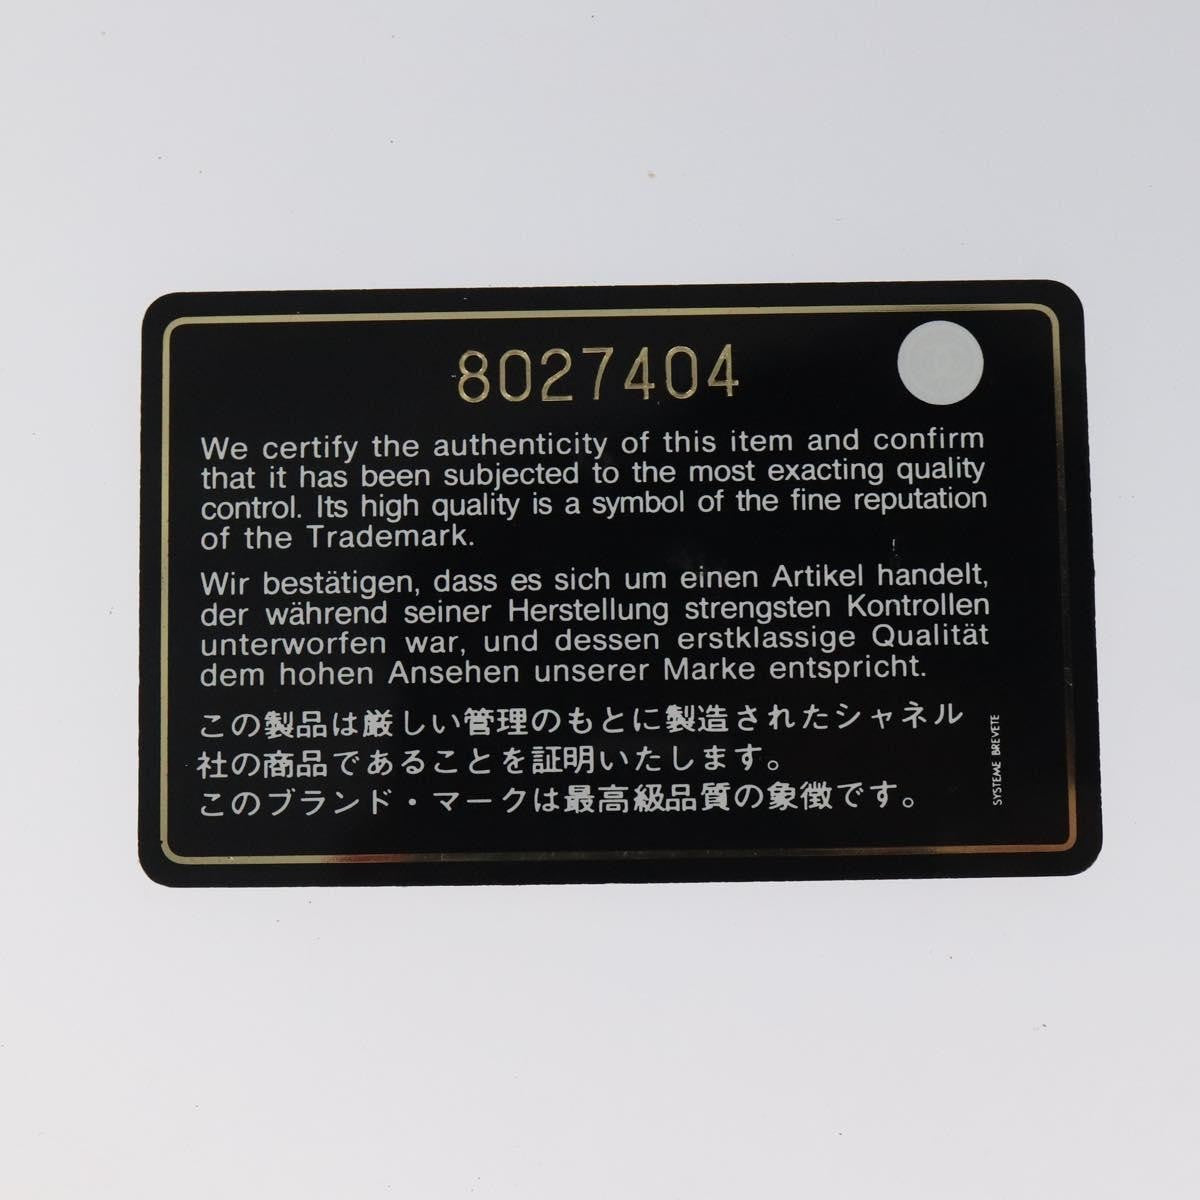 8027404
We certify the authenticity of this item and confirm
that it has been subjected to the most exacting quality
control. Its high quality is a symbol of the fine reputation
of the Trademark.
Wir bestätigen, dass es sich um einen Artikel handelt,
der während seiner Herstellung strengsten Kontrollen
unterworfen war, und dessen erstklassige Qualität
dem hohen Ansehen unserer Marke entspricht.
この製品は厳しい管理のもとに製造されたシャネル
社の商品であることを証明いたします。
このブランド・マークは最高級品質の象徴です。
SYSTEME BREVETE